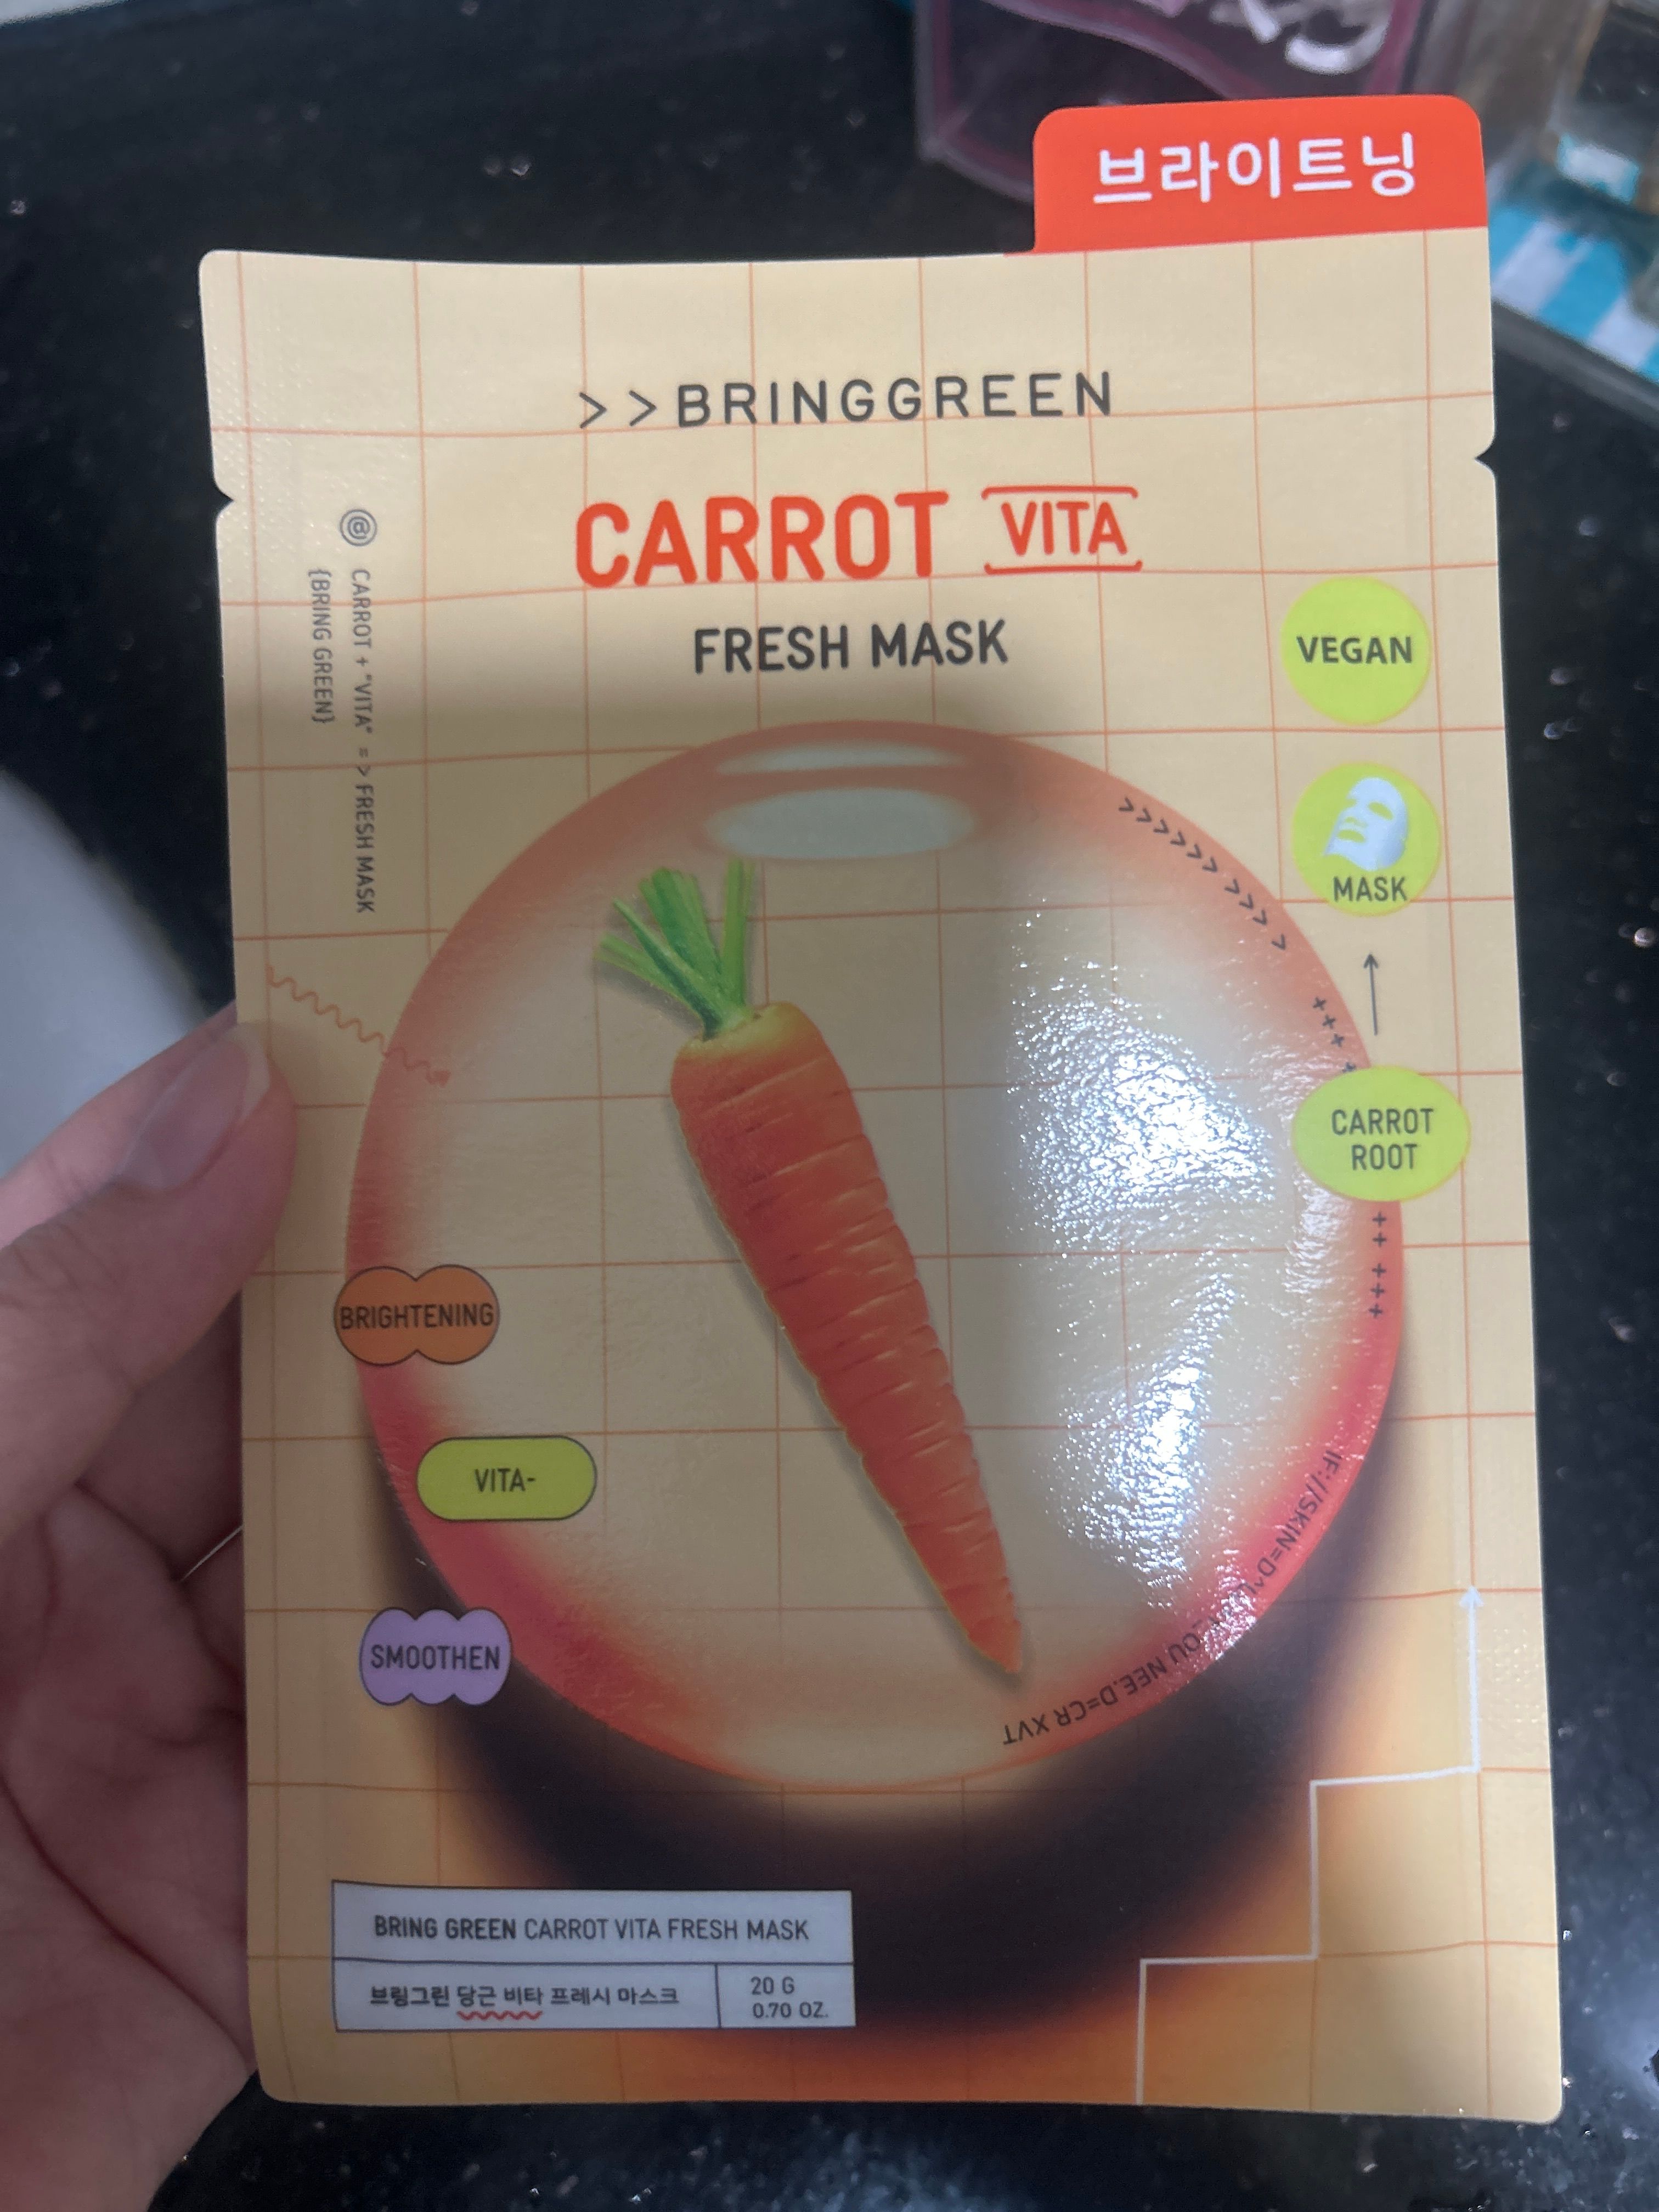 브라이트닝
>>BRINGGREEN
CARROT VITA
FRESH MASK
@ CARROT + "VITA" => FRESH MASK
{BRING GREEN}
VEGAN
MASK
CARROT
ROOT
BRIGHTENING
VITA-
SMOOTHEN
BRING GREEN CARROT VITA FRESH MASK
브링그린 당근 비타 프레시 마스크
20 G
0.70 OZ.